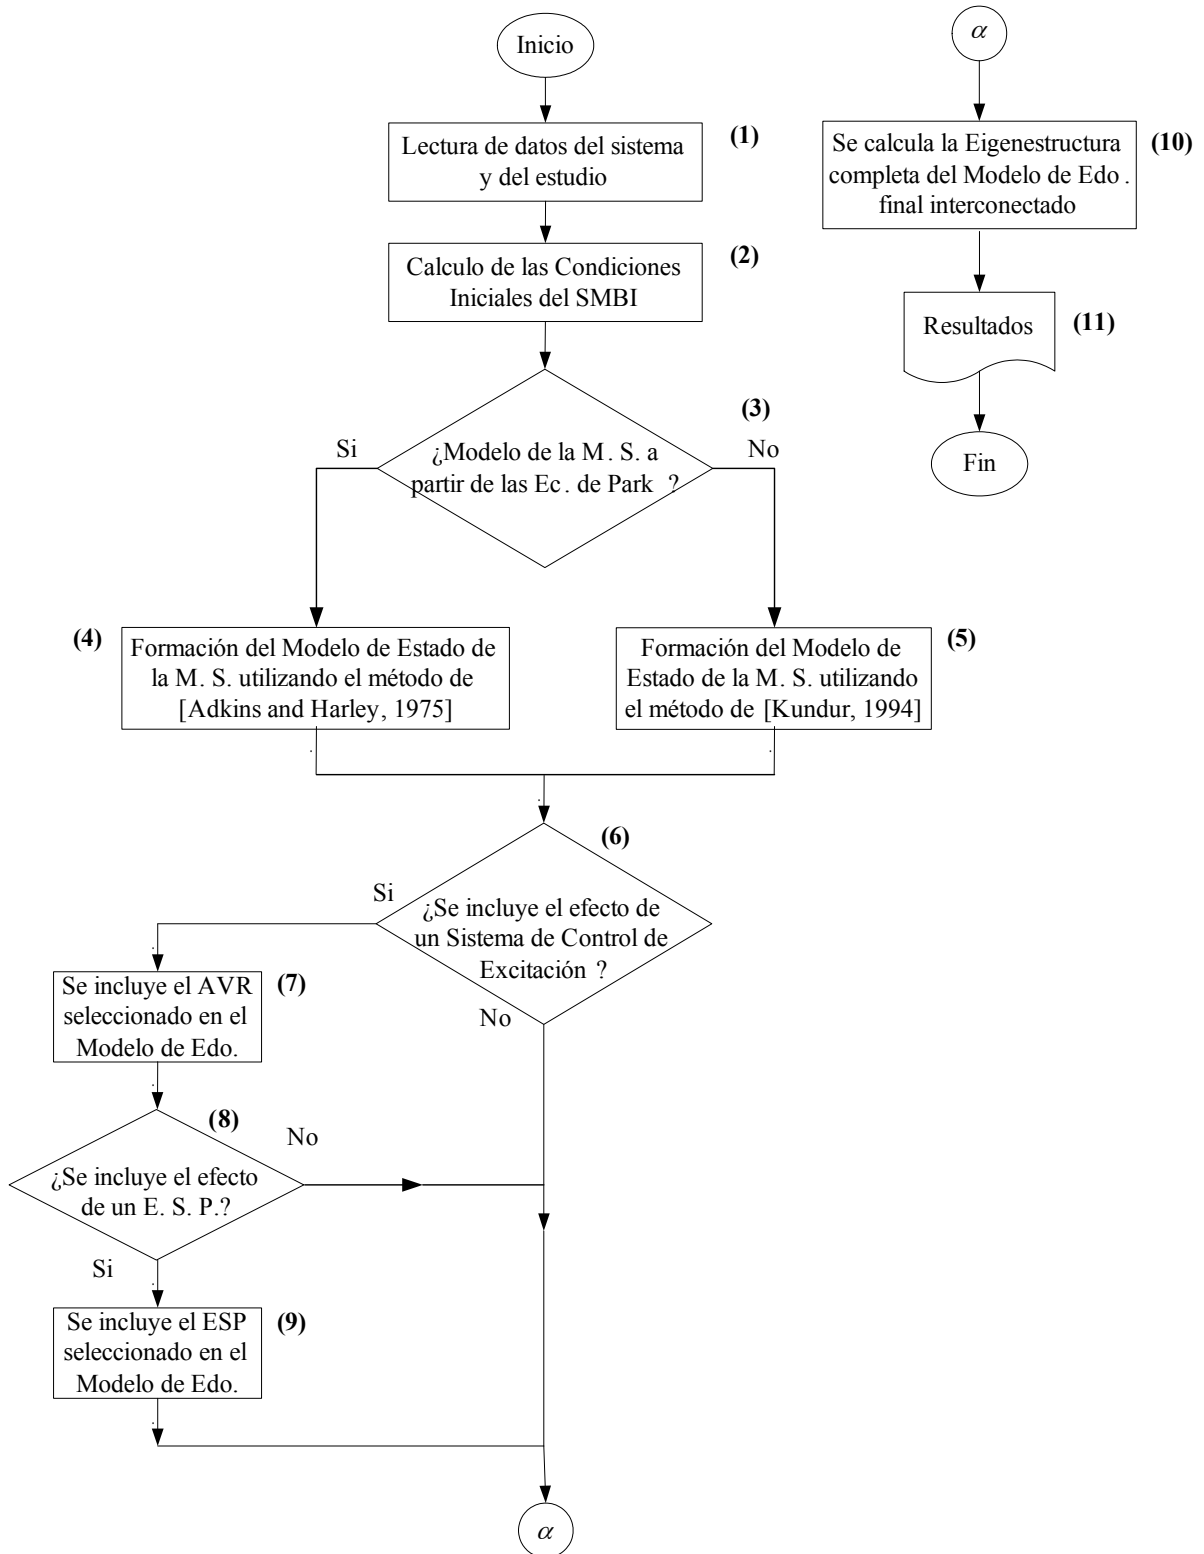 Inicio
(1)
Lectura de datos del sistema
y del estudio
(2)
Calculo de las Condiciones
Iniciales del SMBI
(3)
Si
No
¿Modelo de la M. S. a
partir de las Ec. de Park ?
(4)
Formación del Modelo de Estado de
la M. S. utilizando el método de
[Adkins and Harley, 1975]
(5)
Formación del Modelo de
Estado de la M. S. utilizando
el método de [Kundur, 1994]
(6)
Si
¿Se incluye el efecto de
un Sistema de Control de
Excitación ?
No
(7)
Se incluye el AVR
seleccionado en el
Modelo de Edo.
(8)
No
¿Se incluye el efecto
de un E. S. P.?
Si
(9)
Se incluye el ESP
seleccionado en el
Modelo de Edo.
α
α
(10)
Se calcula la Eigenestructura
completa del Modelo de Edo .
final interconectado
Resultados
(11)
Fin